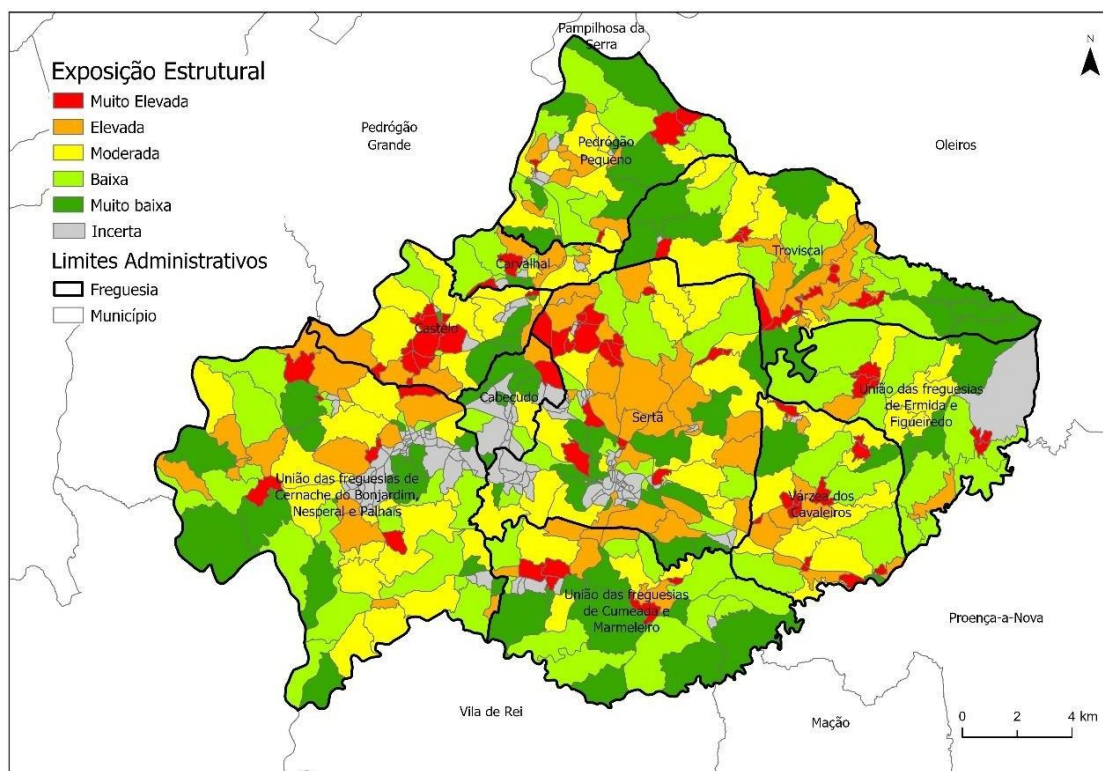 Exposição Estrutural
Muito Elevada
Elevada
Moderada
Baixa
Muito baixa
Incerta
Limites Administrativos
Freguesia
Município
Pampilhosa da
Serra
N
Pedrógão
Grande
Pedrógão
Pequeno
Oleiros
Troviscal
Carvalhal
Castelo
Cabeçudo
Sertã
União das freguesias
de Ermida e
Figueiredo
União das freguesias de
Cernache do Bonjardim,
Nesperal e Palhais
Várzea dos
Cavaleiros
União das freguesias
de Cumeada e
Marmeleiro
Proença-a-Nova
Vila de Rei
Mação
0 2 4 km